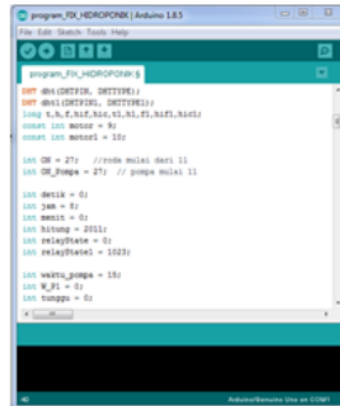 program_FIX_HIDROPONIK | Arduino 1.8.5
File Edit Sketch Tools Help
program_FIX_HIDROPONIK §
DHT dht(DHTPIN, DHTTYPE);
DHT dht1(DHTPIN1, DHTTYPE1);
long t,h,f,hif,hic,t1,h1,f1,hif1,hic1;
const int motor = 9;
const int motor1 = 10;
int ON = 27; //roda mulai dari 11
int ON_Pompa = 27; // pompa mulai 11
int detik = 0;
int jam = 8;
int menit = 0;
int hitung = 2011;
int relayState = 0;
int relayState1 = 1023;
int waktu_pompa = 15;
int W_P1 = 0;
int tunggu = 0;
40
Arduino/Genuino Uno on COM1